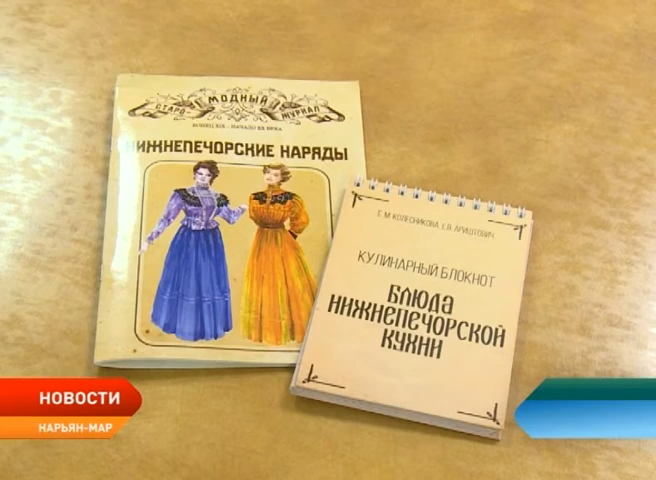 СТАРО-
МОДНЫЙ
ЖУРНАЛ
КОНЕЦ XIX - НАЧАЛО XX ВЕКА
НИЖНЕПЕЧОРСКИЕ НАРЯДЫ
Г. М. КОЛЕСНИКОВА, Е.В. АРИШТОВИЧ
КУЛИНАРНЫЙ БЛОКНОТ
БЛЮДА
НИЖНЕПЕЧОРСКОЙ
КУХНИ
НОВОСТИ
НАРЬЯН-МАР